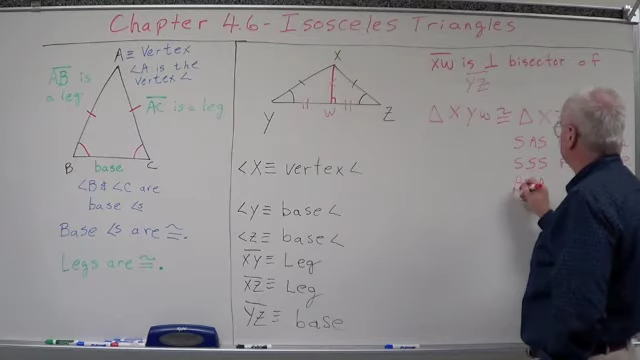 Chapter 4.6 - Isosceles Triangles
A ≡ Vertex
∠A is the
vertex ∠
AB is
a leg
AC is a leg
B
base
C
∠B & ∠C are
base ∠s
Base ∠s are ≅.
Legs are ≅.
X
Y
W
Z
∠X ≡ vertex ∠
∠Y ≡ base ∠
∠Z ≡ base ∠
XY ≡ Leg
XZ ≡ Leg
YZ ≡ base
XW is ⊥ bisector of
YZ
Δ X Y W ≅ Δ X Z
SAS
SSS